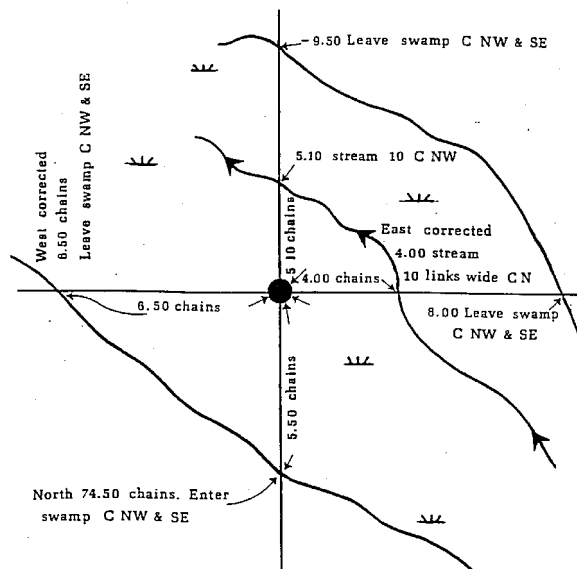 -9.50 Leave swamp C NW & SE
West corrected
6.50 chains
Leave swamp C NW & SE
5.10 stream 10 C NW
5.10 chains
East corrected
4.00 stream
10 links wide CN
4.00 chains
6.50 chains
8.00 Leave swamp
C NW & SE
5.50 chains
North 74.50 chains. Enter
swamp C NW & SE